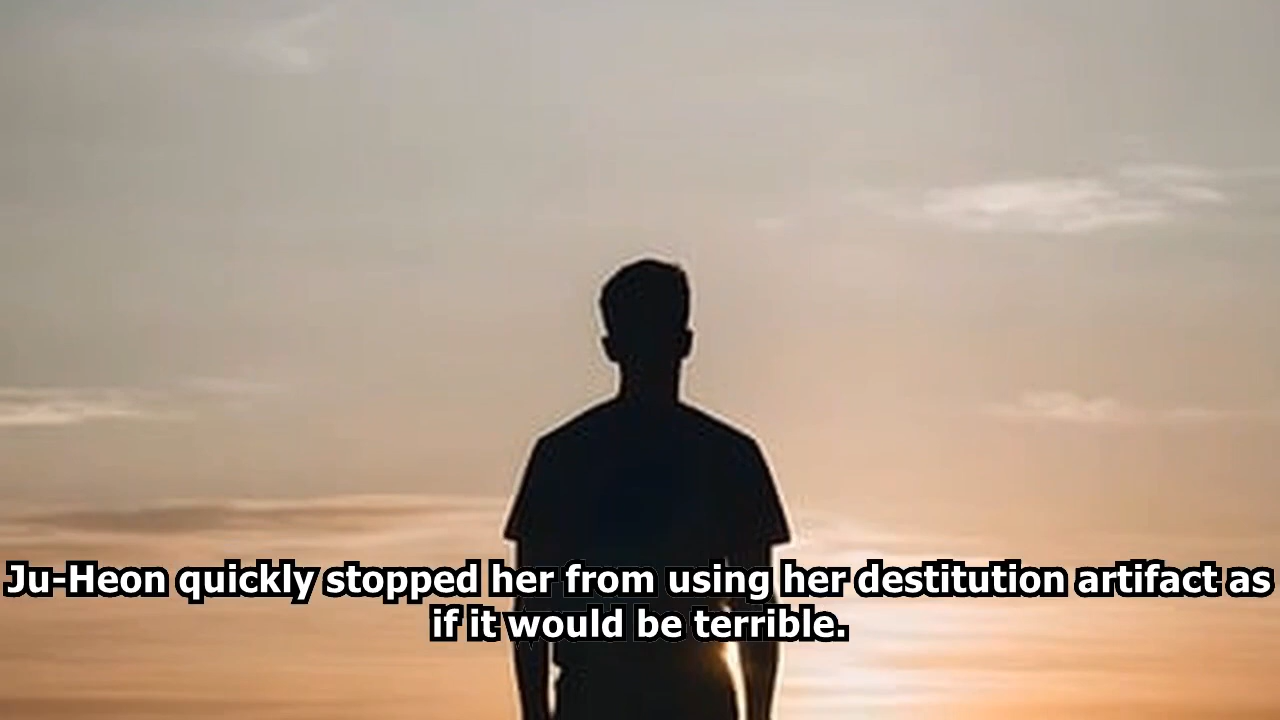 Ju-Heon quickly stopped her from using her destitution artifact as
if it would be terrible.